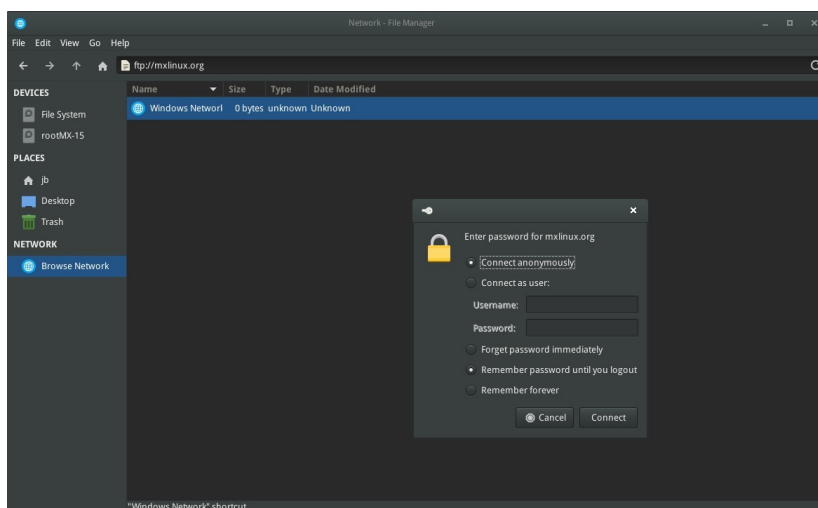 Network - File Manager
File Edit View Go Help
ftp://mxlinux.org
DEVICES
File System
rootMX-15
PLACES
jb
Desktop
Trash
NETWORK
Browse Network
Name Size Type Date Modified
Windows Networl 0 bytes unknown Unknown
Enter password for mxlinux.org
Connect anonymously
Connect as user:
Username:
Password:
Forget password immediately
Remember password until you logout
Remember forever
Cancel Connect
"Windows Network" shortcut